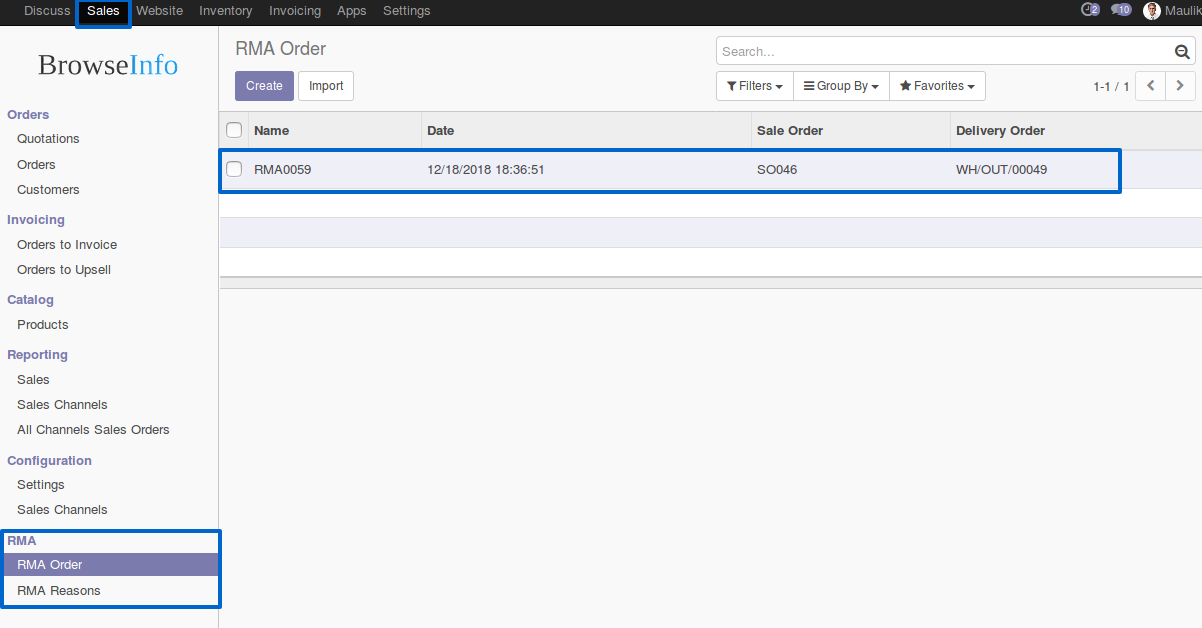 Discuss Sales Website Inventory Invoicing Apps Settings 2 10 Maulik
BrowseInfo
Orders
Quotations
Orders
Customers
Invoicing
Orders to Invoice
Orders to Upsell
Catalog
Products
Reporting
Sales
Sales Channels
All Channels Sales Orders
Configuration
Settings
Sales Channels
RMA
RMA Order
RMA Reasons
RMA Order
Search...
Create Import
Filters Group By Favorites 1-1 / 1
Name Date Sale Order Delivery Order
RMA0059 12/18/2018 18:36:51 SO046 WH/OUT/00049